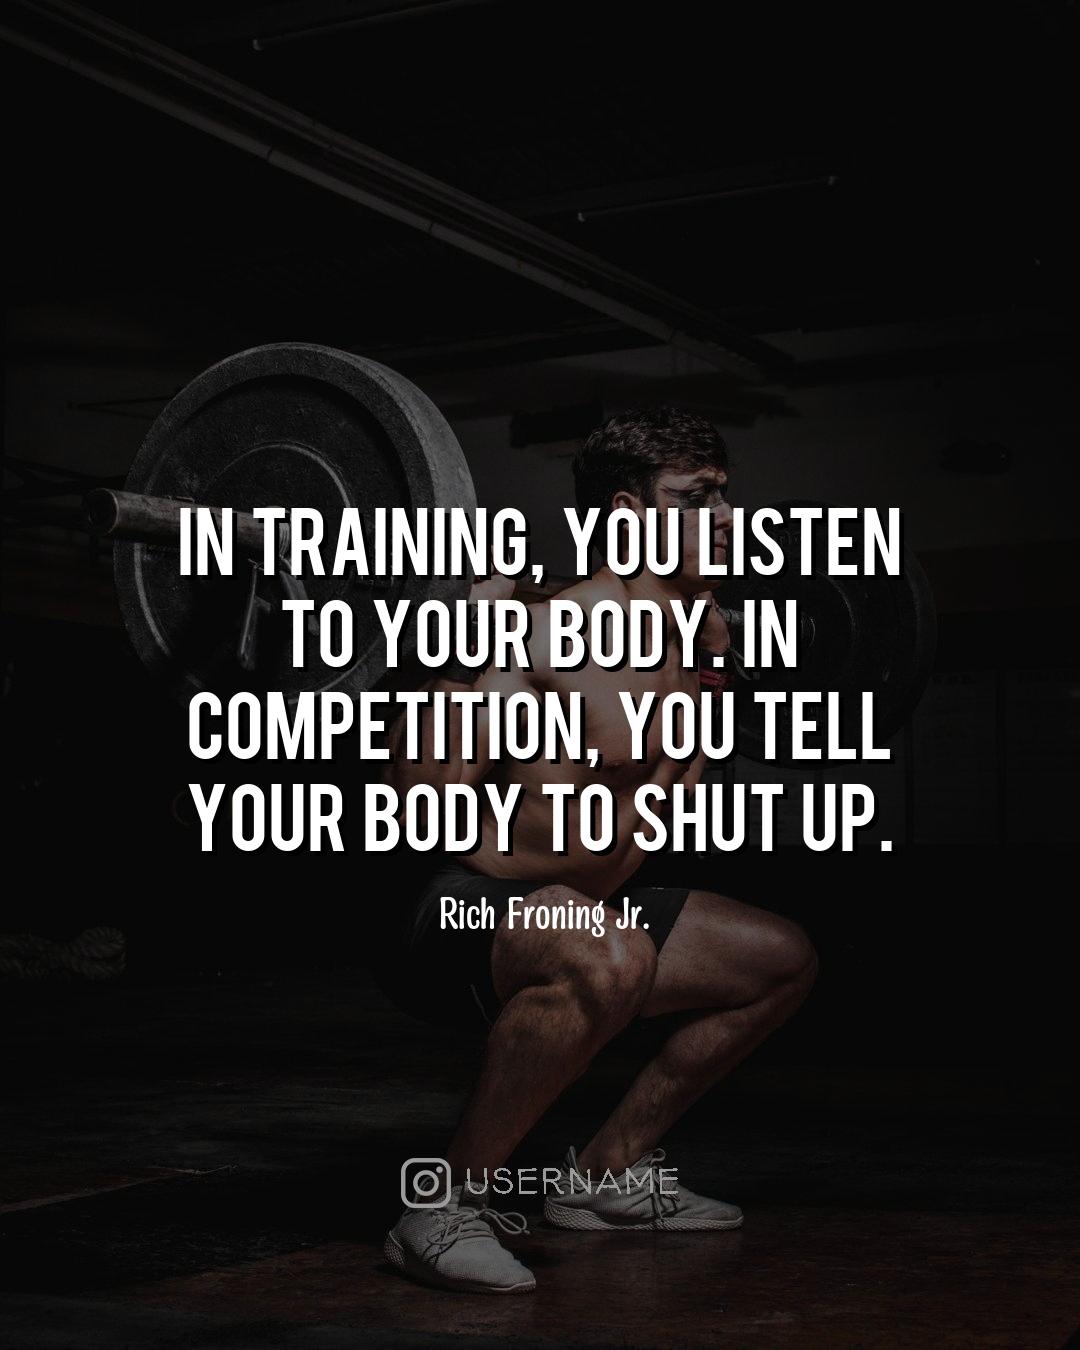 IN TRAINING, YOU LISTEN
TO YOUR BODY. IN
COMPETITION, YOU TELL
YOUR BODY TO SHUT UP.
Rich Froning Jr.
USERNAME